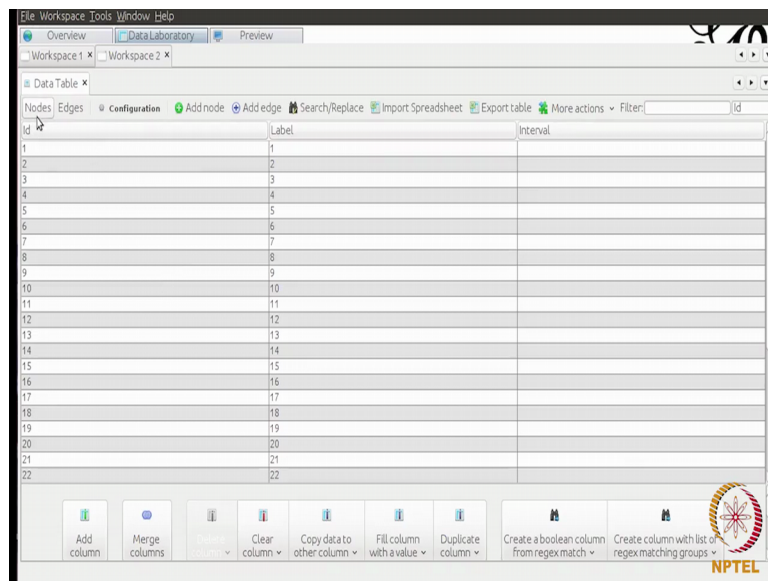 File Workspace Tools Window Help
Overview Data Laboratory Preview
Workspace 1 × Workspace 2 ×
Data Table ×
Nodes Edges Configuration Add node Add edge Search/Replace Import Spreadsheet Export table More actions Filter: Id
Id Label Interval
1 1
2 2
3 3
4 4
5 5
6 6
7 7
8 8
9 9
10 10
11 11
12 12
13 13
14 14
15 15
16 16
17 17
18 18
19 19
20 20
21 21
22 22
Add Merge Delete Clear Copy data to Fill column Duplicate Create a boolean column Create column with list of
column columns column column other column with a value column from regex match regex matching groups
NPTEL